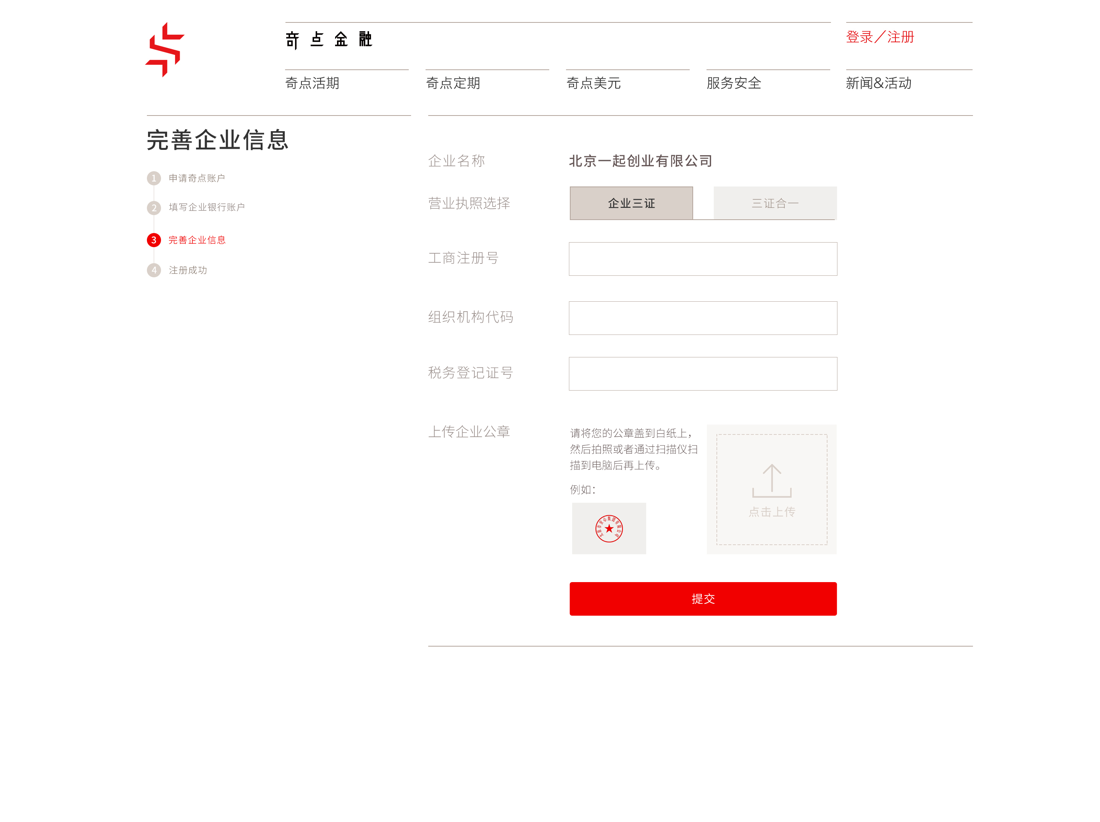 奇点金融
登录／注册
奇点活期
奇点定期
奇点美元
服务安全
新闻&活动
完善企业信息
1 申请奇点账户
2 填写企业银行账户
3 完善企业信息
4 注册成功
企业名称 北京一起创业有限公司
营业执照选择 企业三证 三证合一
工商注册号
组织机构代码
税务登记证号
上传企业公章
请将您的公章盖到白纸上，
然后拍照或者通过扫描仪扫
描到电脑后再上传。
例如：
点击上传
提交